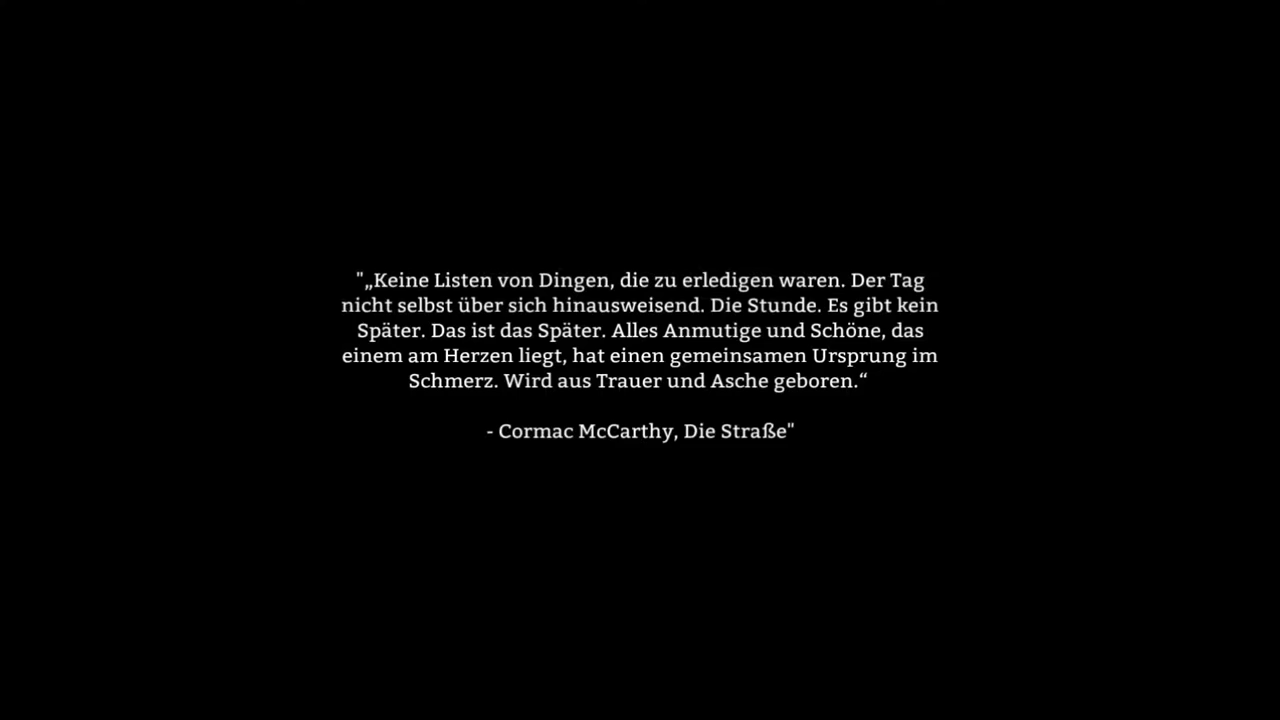 "„Keine Listen von Dingen, die zu erledigen waren. Der Tag
nicht selbst über sich hinausweisend. Die Stunde. Es gibt kein
Später. Das ist das Später. Alles Anmutige und Schöne, das
einem am Herzen liegt, hat einen gemeinsamen Ursprung im
Schmerz. Wird aus Trauer und Asche geboren.“
- Cormac McCarthy, Die Straße"